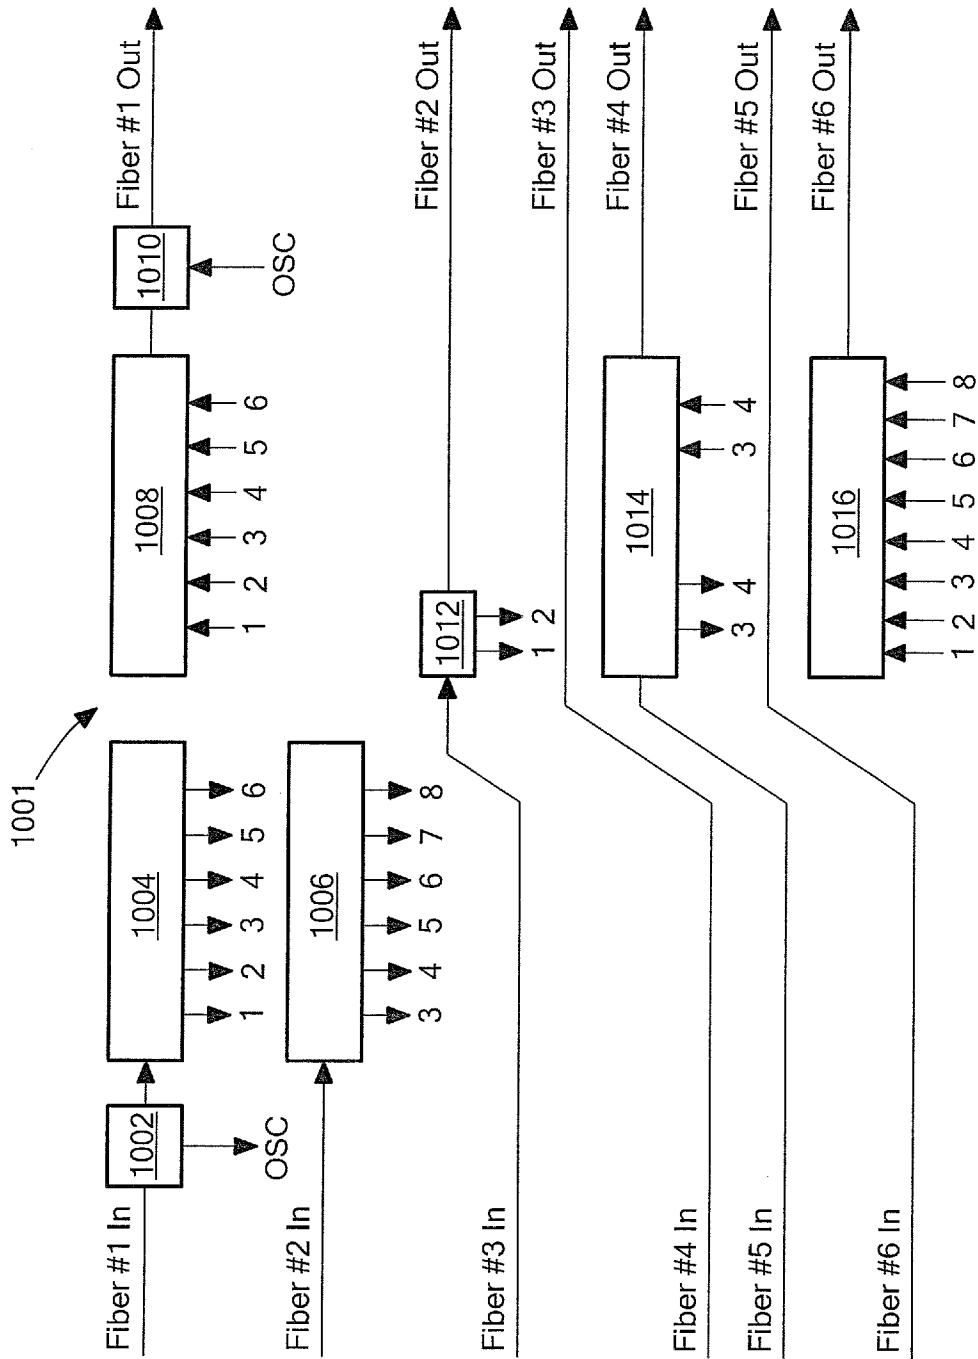 1001
Fiber #1 In
1002
OSC
1004
1 2 3 4 5 6
1008
1 2 3 4 5 6
1010
OSC
Fiber #1 Out
Fiber #2 In
1006
3 4 5 6 7 8
Fiber #3 In
1012
1 2
Fiber #2 Out
Fiber #4 In
Fiber #3 Out
Fiber #5 In
1014
3 4 3 4
Fiber #4 Out
Fiber #6 In
Fiber #5 Out
1016
1 2 3 4 5 6 7 8
Fiber #6 Out